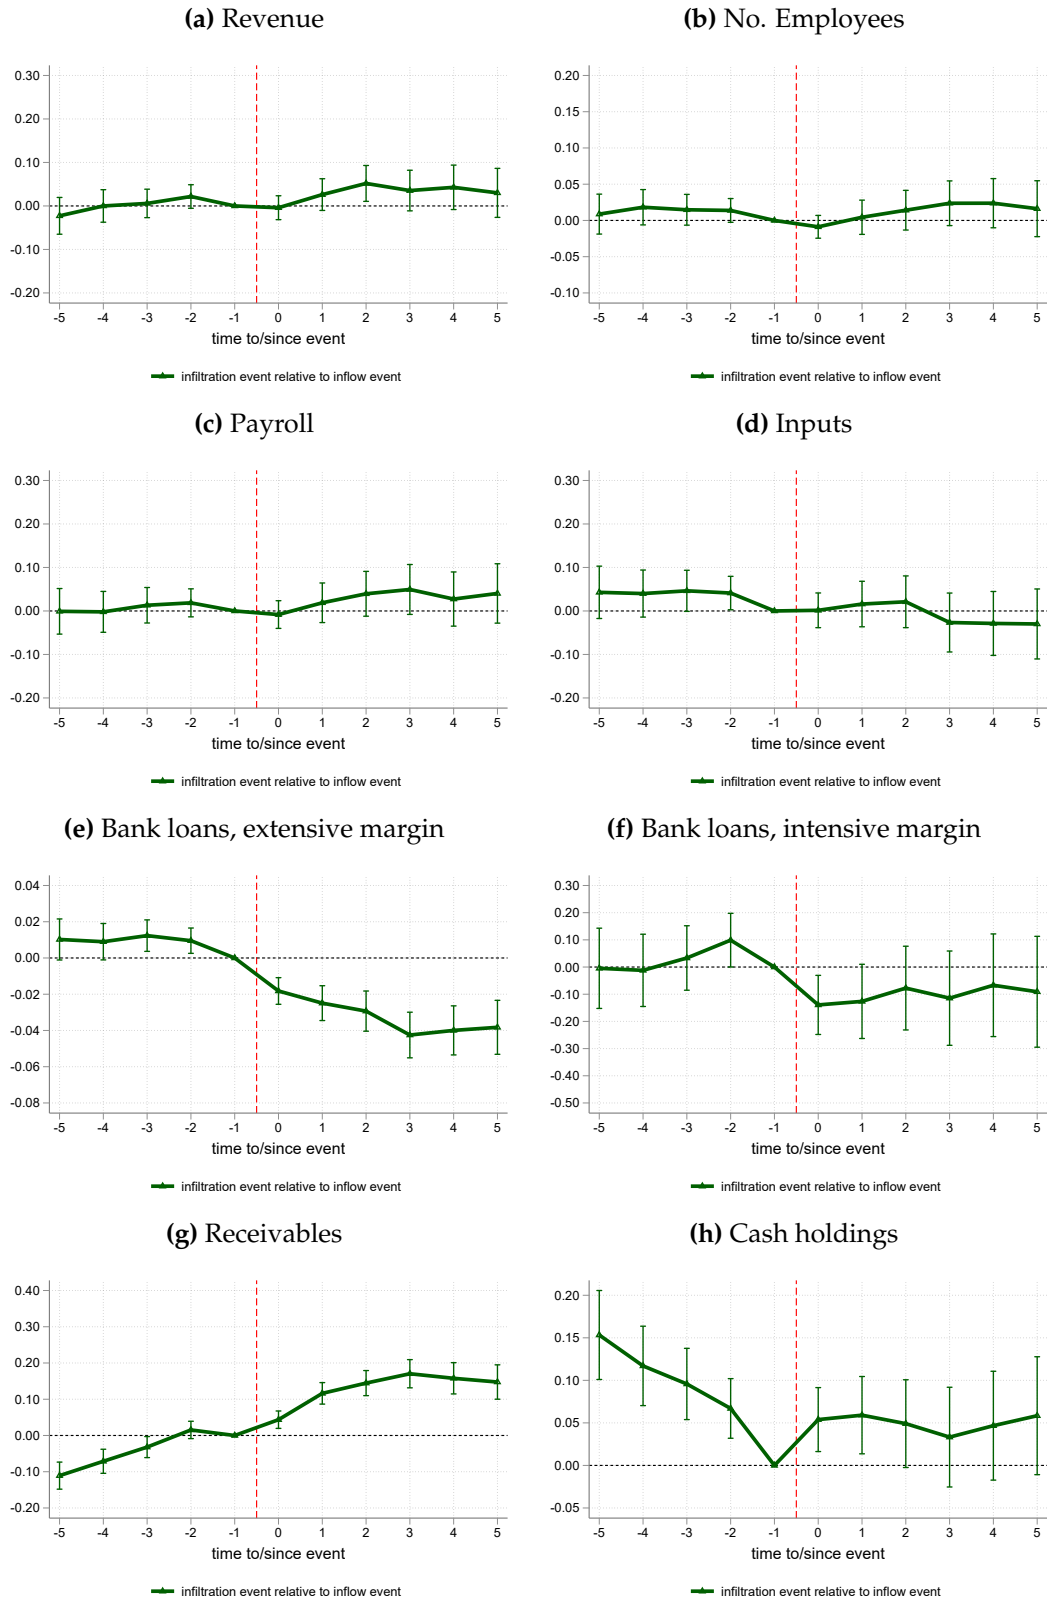 (a) Revenue
0.30
0.20
0.10
0.00
-0.10
-0.20
-5 -4 -3 -2 -1 0 1 2 3 4 5
time to/since event
infiltration event relative to inflow event
(b) No. Employees
0.20
0.15
0.10
0.05
0.00
-0.05
-0.10
-5 -4 -3 -2 -1 0 1 2 3 4 5
time to/since event
infiltration event relative to inflow event
(c) Payroll
0.30
0.20
0.10
0.00
-0.10
-0.20
-5 -4 -3 -2 -1 0 1 2 3 4 5
time to/since event
infiltration event relative to inflow event
(d) Inputs
0.30
0.20
0.10
0.00
-0.10
-0.20
-5 -4 -3 -2 -1 0 1 2 3 4 5
time to/since event
infiltration event relative to inflow event
(e) Bank loans, extensive margin
0.04
0.02
0.00
-0.02
-0.04
-0.06
-0.08
-5 -4 -3 -2 -1 0 1 2 3 4 5
time to/since event
infiltration event relative to inflow event
(f) Bank loans, intensive margin
0.30
0.20
0.10
0.00
-0.10
-0.20
-0.30
-0.40
-0.50
-5 -4 -3 -2 -1 0 1 2 3 4 5
time to/since event
infiltration event relative to inflow event
(g) Receivables
0.40
0.30
0.20
0.10
0.00
-0.10
-0.20
-5 -4 -3 -2 -1 0 1 2 3 4 5
time to/since event
infiltration event relative to inflow event
(h) Cash holdings
0.20
0.15
0.10
0.05
0.00
-0.05
-5 -4 -3 -2 -1 0 1 2 3 4 5
time to/since event
infiltration event relative to inflow event